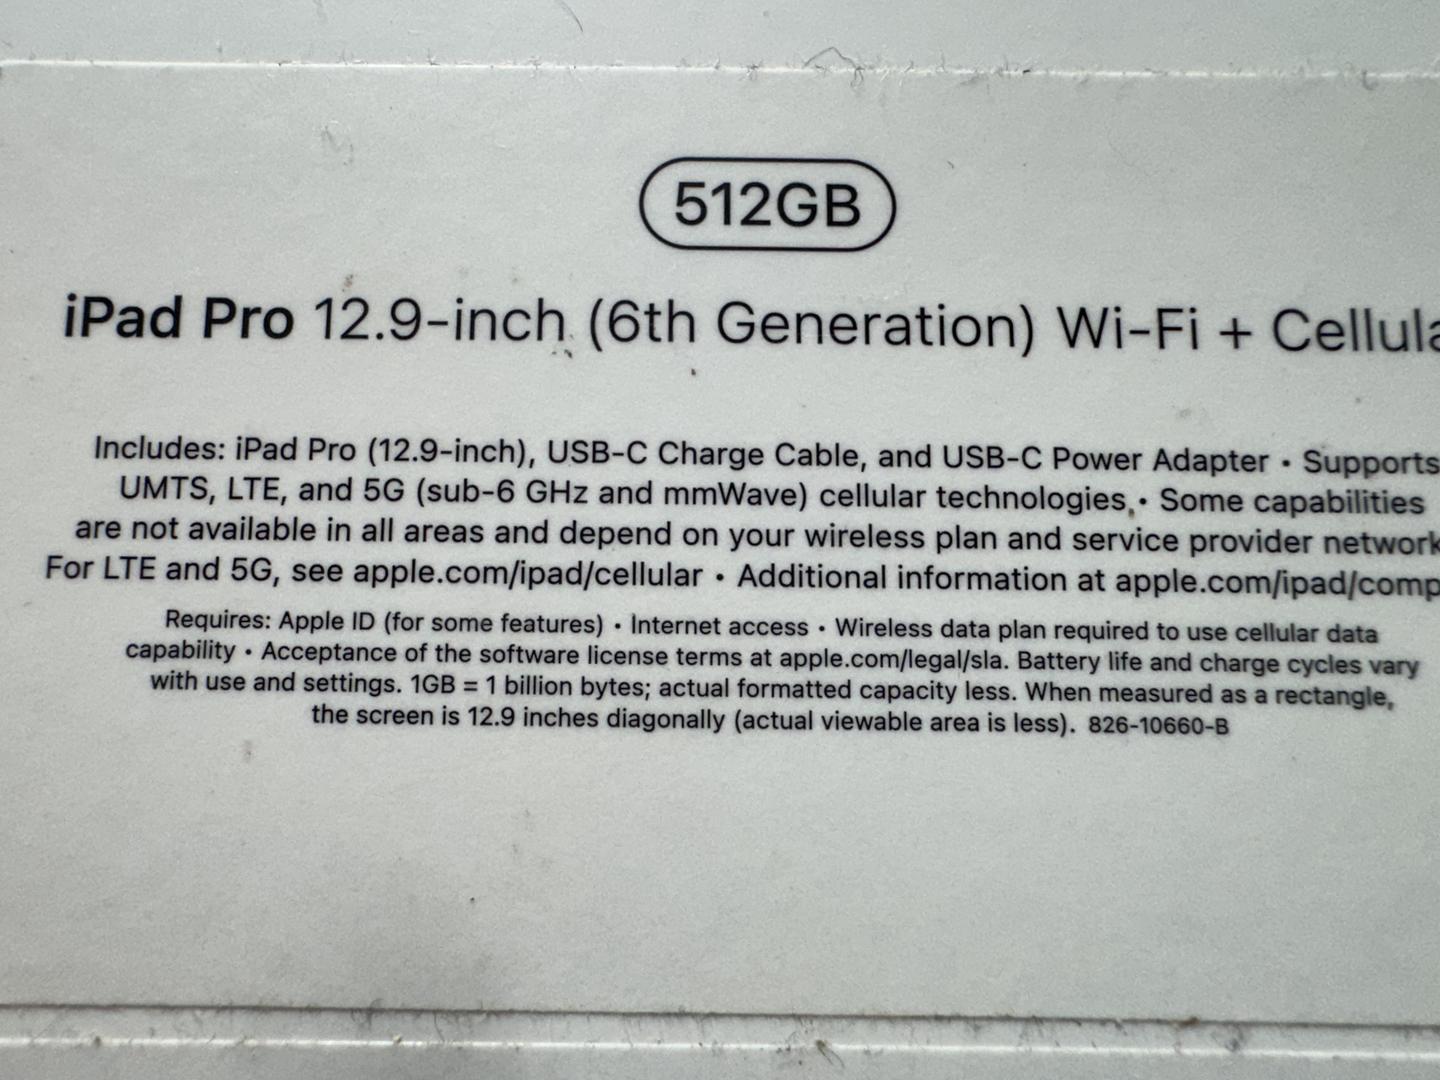 512GB
iPad Pro 12.9-inch (6th Generation) Wi-Fi + Cellula
Includes: iPad Pro (12.9-inch), USB-C Charge Cable, and USB-C Power Adapter • Supports
UMTS, LTE, and 5G (sub-6 GHz and mmWave) cellular technologies, • Some capabilities
are not available in all areas and depend on your wireless plan and service provider network
For LTE and 5G, see apple.com/ipad/cellular • Additional information at apple.com/ipad/comp
Requires: Apple ID (for some features) • Internet access • Wireless data plan required to use cellular data
capability • Acceptance of the software license terms at apple.com/legal/sla. Battery life and charge cycles vary
with use and settings. 1GB = 1 billion bytes; actual formatted capacity less. When measured as a rectangle,
the screen is 12.9 inches diagonally (actual viewable area is less). 826-10660-B